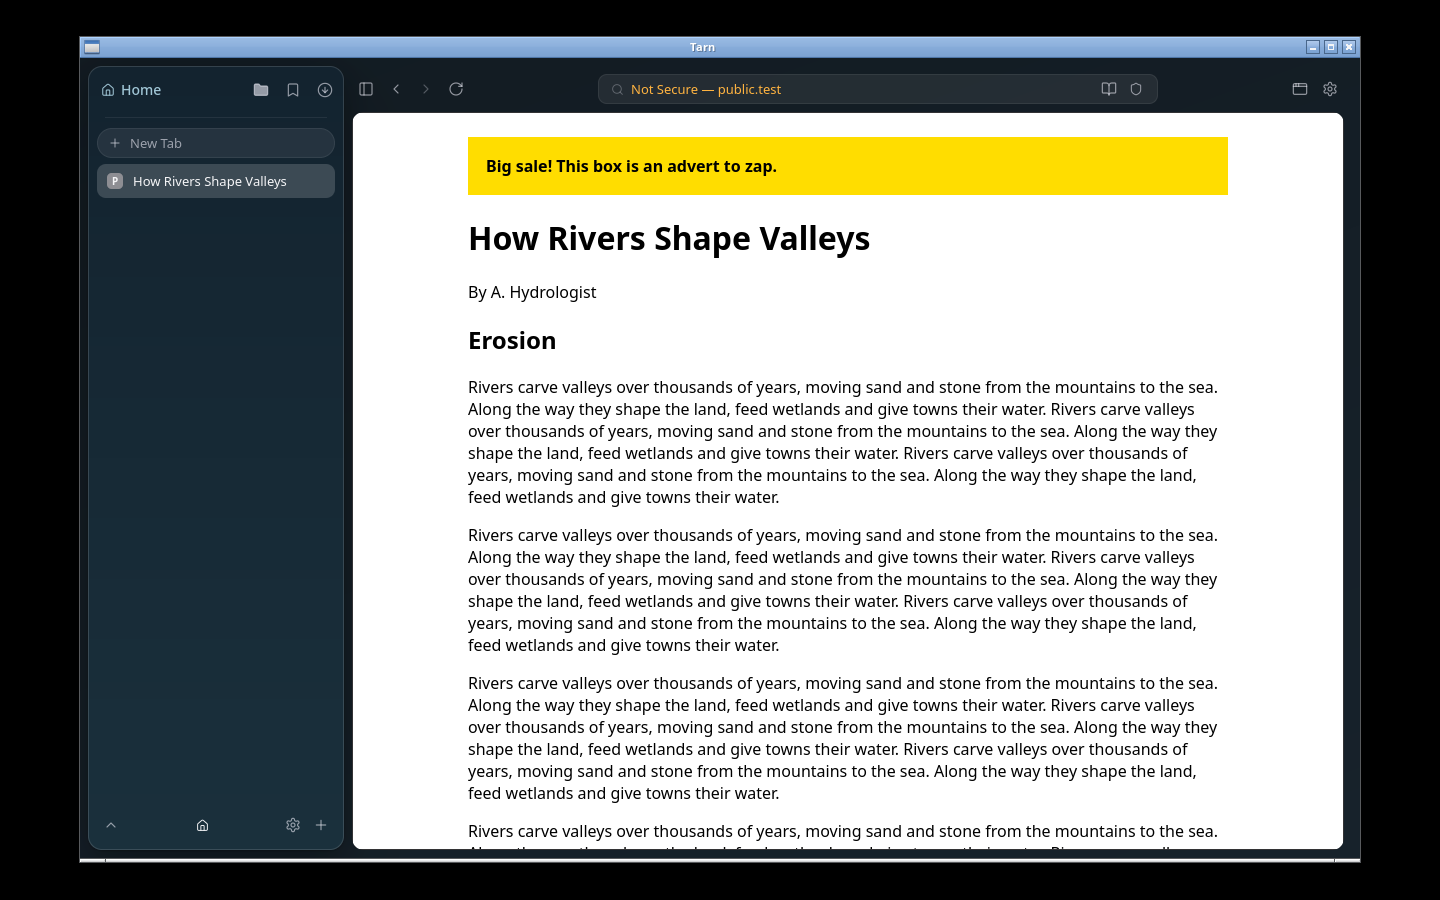 Tarn
Home
Not Secure — public.test
New Tab
P How Rivers Shape Valleys
Big sale! This box is an advert to zap.
How Rivers Shape Valleys
By A. Hydrologist
Erosion
Rivers carve valleys over thousands of years, moving sand and stone from the mountains to the sea.
Along the way they shape the land, feed wetlands and give towns their water. Rivers carve valleys
over thousands of years, moving sand and stone from the mountains to the sea. Along the way they
shape the land, feed wetlands and give towns their water. Rivers carve valleys over thousands of
years, moving sand and stone from the mountains to the sea. Along the way they shape the land,
feed wetlands and give towns their water.
Rivers carve valleys over thousands of years, moving sand and stone from the mountains to the sea.
Along the way they shape the land, feed wetlands and give towns their water. Rivers carve valleys
over thousands of years, moving sand and stone from the mountains to the sea. Along the way they
shape the land, feed wetlands and give towns their water. Rivers carve valleys over thousands of
years, moving sand and stone from the mountains to the sea. Along the way they shape the land,
feed wetlands and give towns their water.
Rivers carve valleys over thousands of years, moving sand and stone from the mountains to the sea.
Along the way they shape the land, feed wetlands and give towns their water. Rivers carve valleys
over thousands of years, moving sand and stone from the mountains to the sea. Along the way they
shape the land, feed wetlands and give towns their water. Rivers carve valleys over thousands of
years, moving sand and stone from the mountains to the sea. Along the way they shape the land,
feed wetlands and give towns their water.
Rivers carve valleys over thousands of years, moving sand and stone from the mountains to the sea.